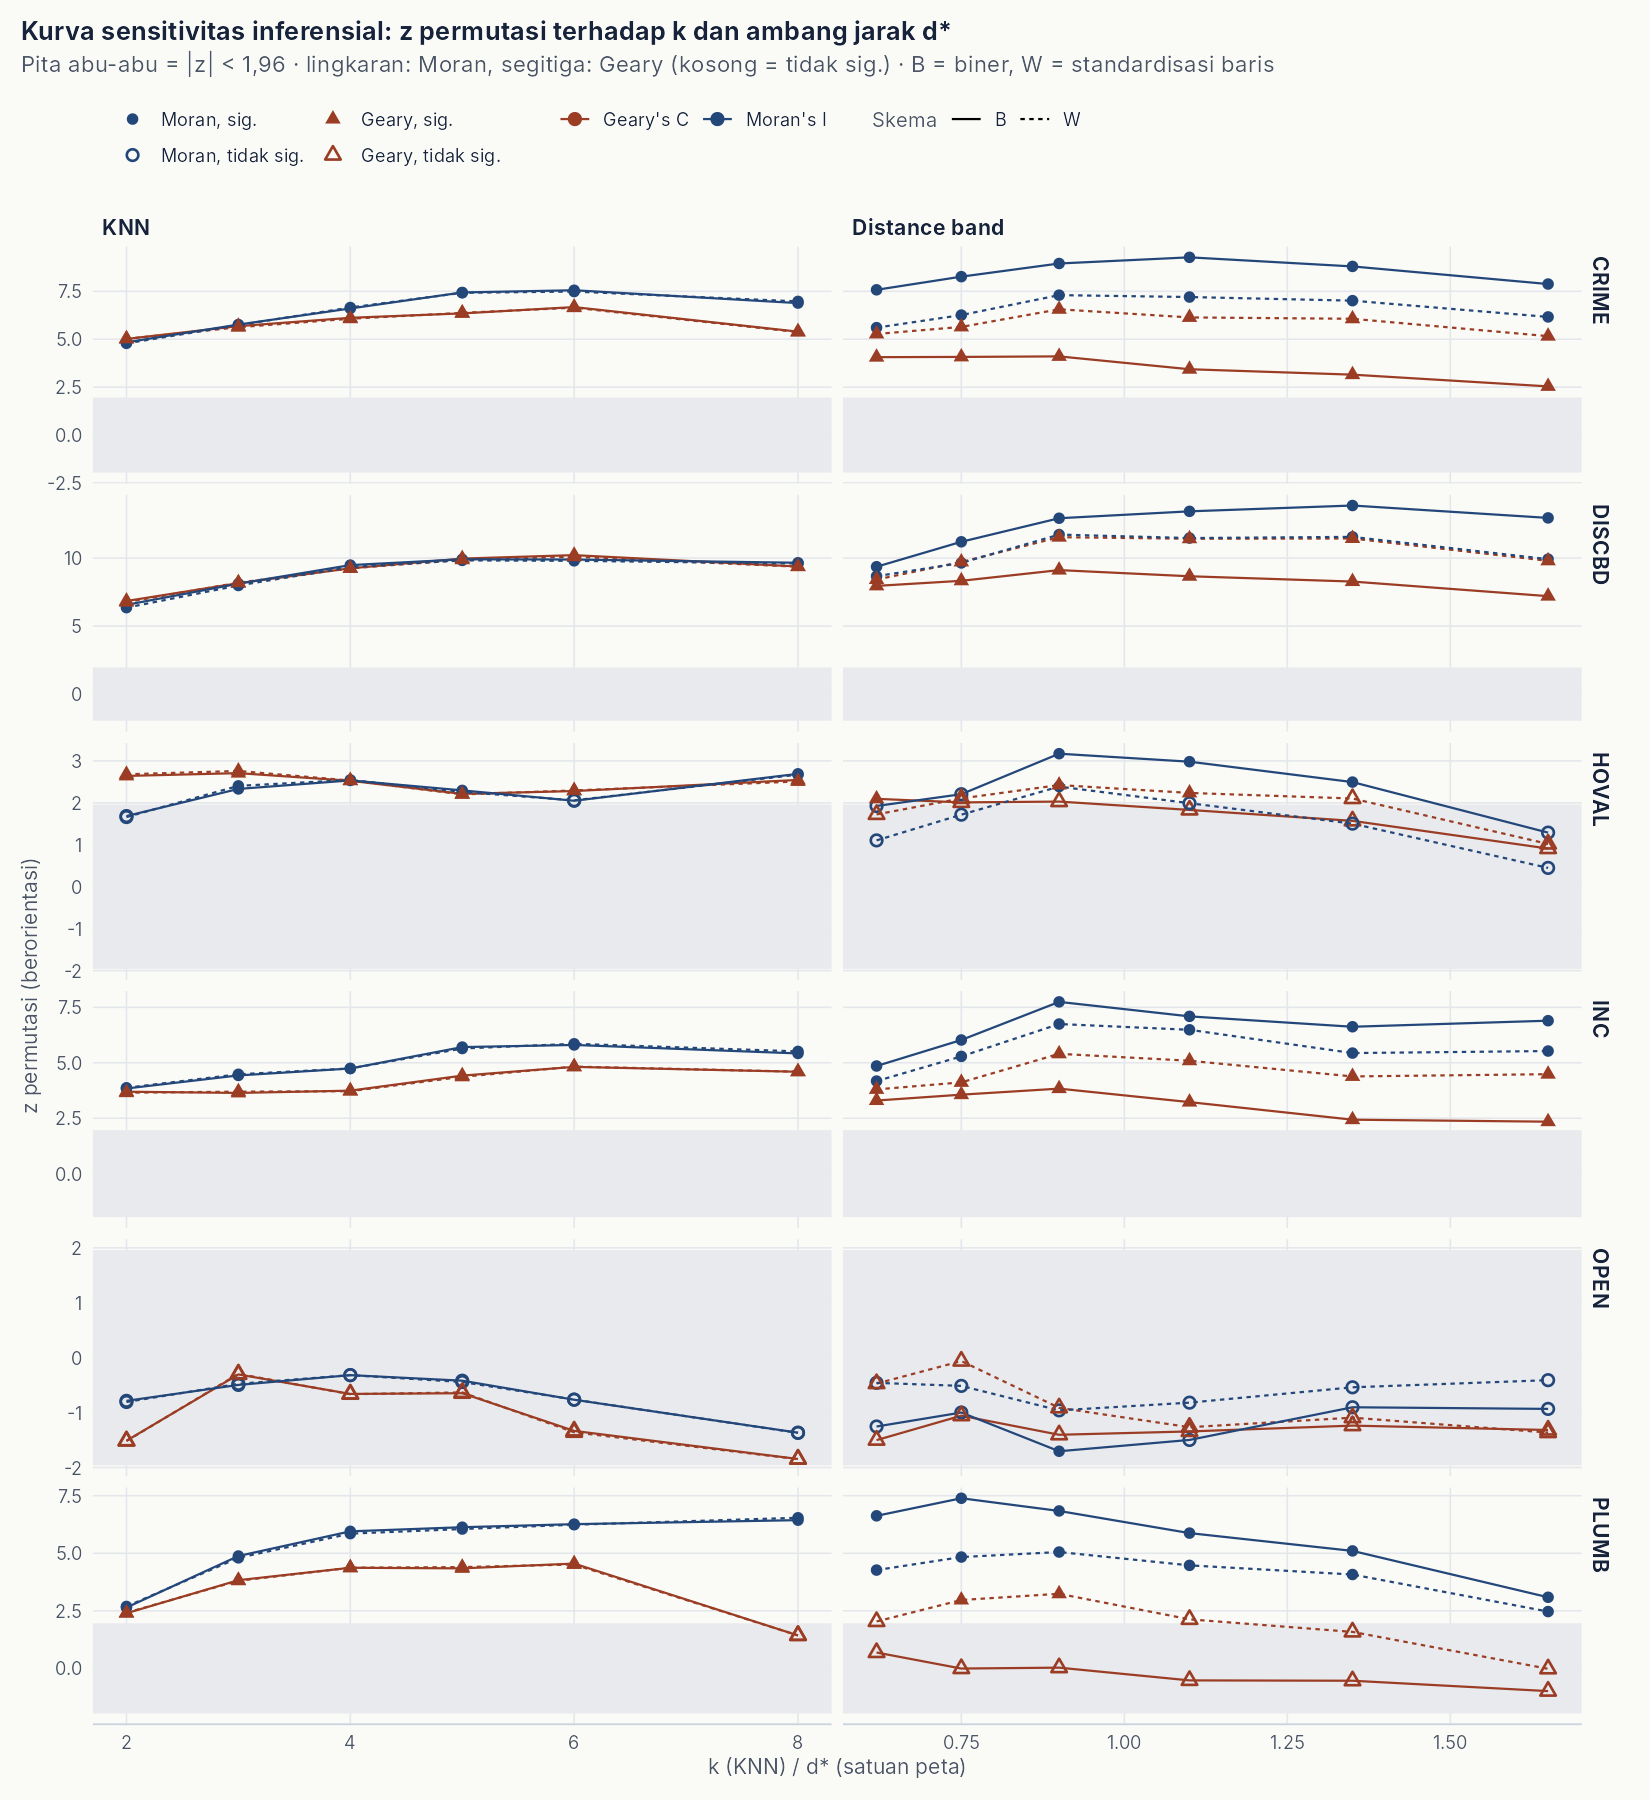 Kurva sensitivitas inferensial: z permutasi terhadap k dan ambang jarak d*
Pita abu-abu = |z| < 1,96 · lingkaran: Moran, segitiga: Geary (kosong = tidak sig.) · B = biner, W = standardisasi baris
Moran, sig. Geary, sig. Geary's C Moran's I Skema B W
Moran, tidak sig. Geary, tidak sig.
KNN Distance band
CRIME
7.5
5.0
2.5
0.0
-2.5
DISCBD
10
5
0
HOVAL
3
2
1
0
-1
-2
z permutasi (berorientasi)
INC
7.5
5.0
2.5
0.0
OPEN
2
1
0
-1
-2
PLUMB
7.5
5.0
2.5
0.0
2 4 6 8 0.75 1.00 1.25 1.50
k (KNN) / d* (satuan peta)